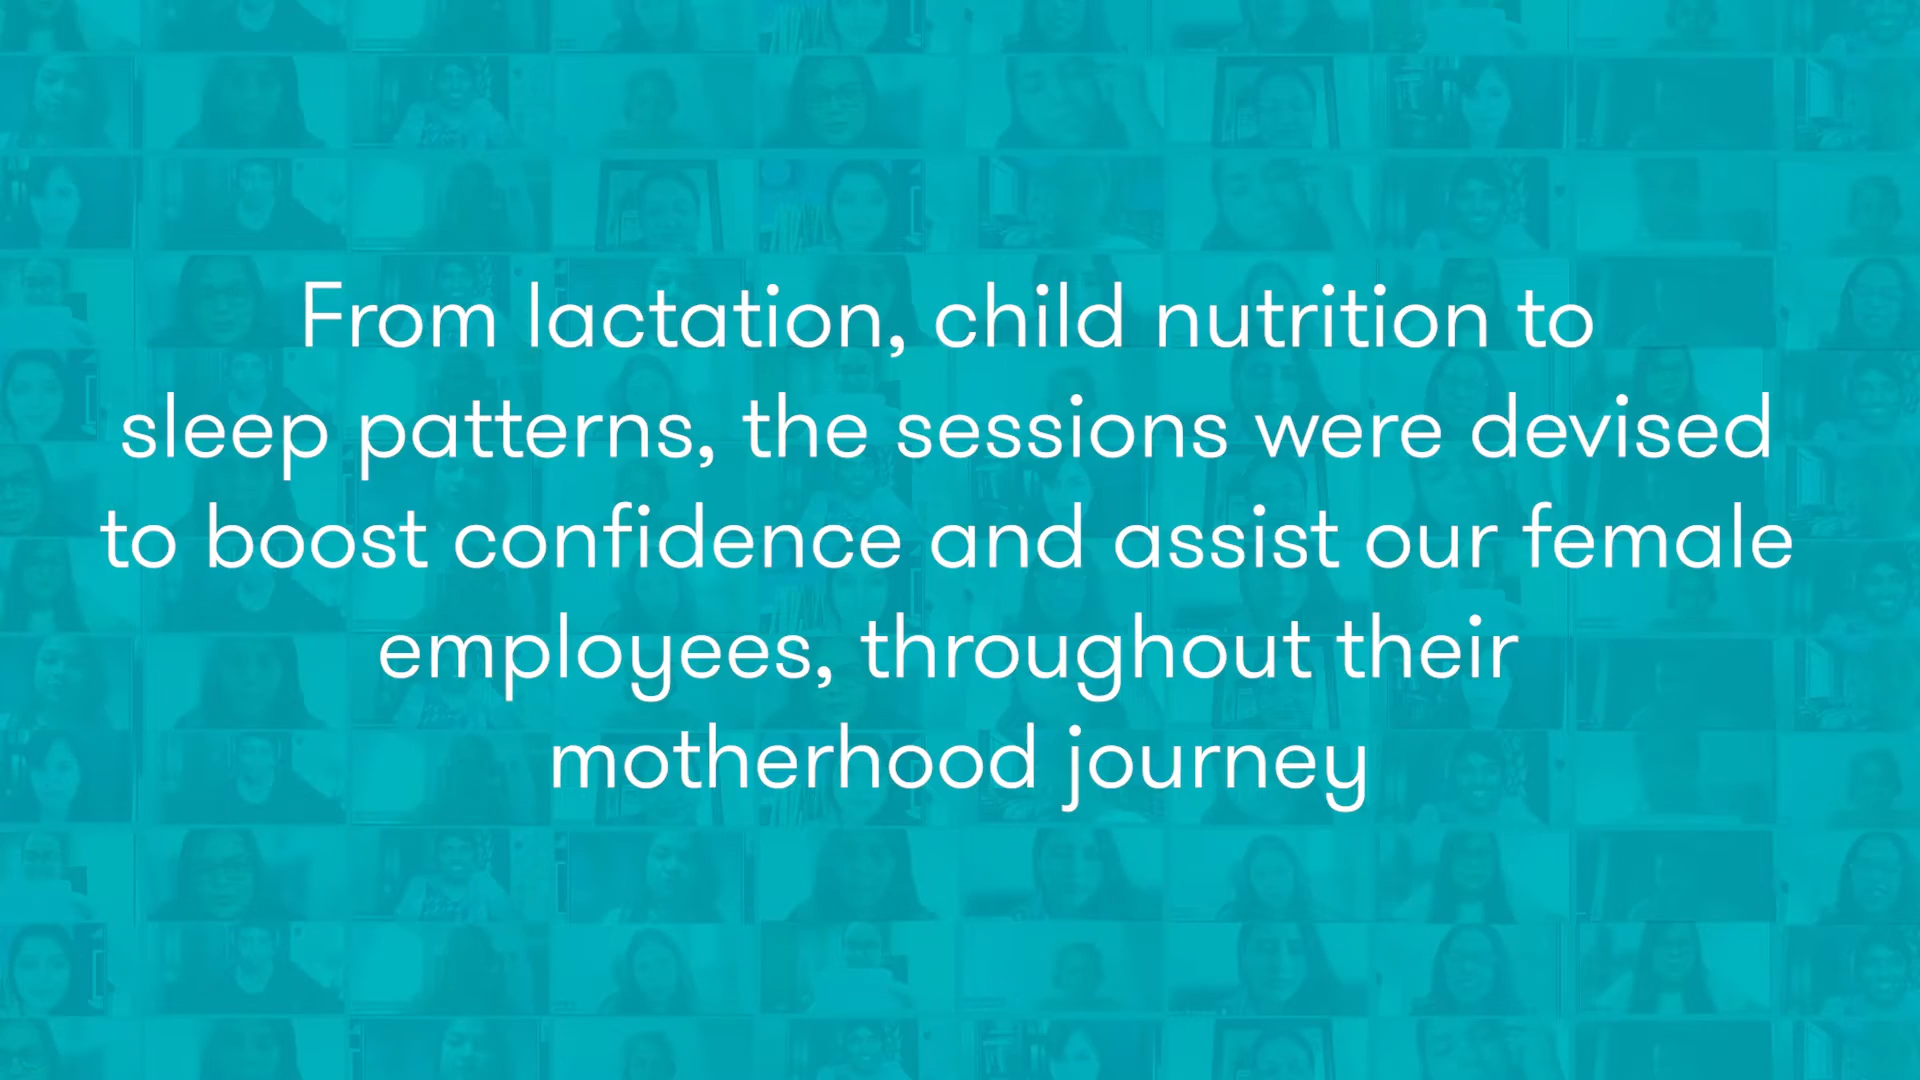 From lactation, child nutrition to
sleep patterns, the sessions were devised
to boost confidence and assist our female
employees, throughout their
motherhood journey